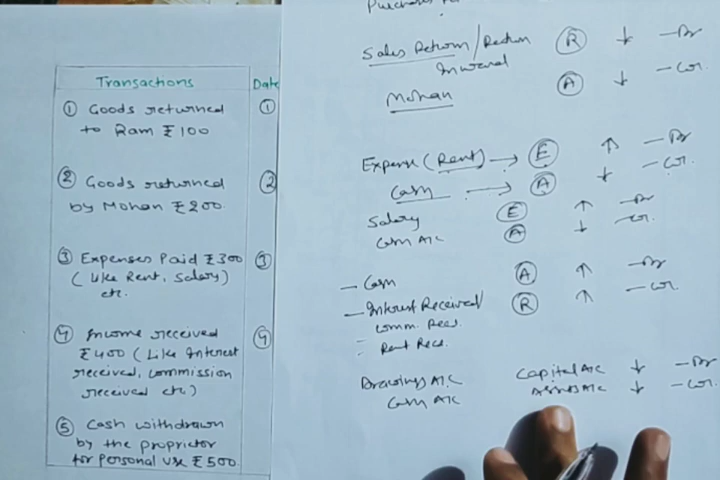 Transactions
Date
① Goods returned
to Ram ₹100
①
② Goods returned
by Mohan ₹200.
②
③ Expenses Paid ₹300
(Like Rent, Salary)
etc.
③
④ Income received
₹400 (Like Interest
received, commission
received etc)
④
⑤ Cash withdrawn
by the proprietor
for personal use ₹500.
Sales Return/Return Ⓡ ↓ – Dr
Inward
Mohan Ⓐ ↓ – Cr.
Expense (Rent) → Ⓔ ↑ – Dr
Cash → Ⓐ ↓ – Cr.
Salary Ⓔ ↑ – Dr
Cash A/c Ⓐ ↓ – Cr.
– Cash Ⓐ ↑ – Dr
– Interest Received/ Ⓡ ↑ – Cr.
Comm. Recd.
Rent Recd.
Drawings A/c Capital A/c ↓ – Dr
Cash A/c Assets A/c ↓ – Cr.